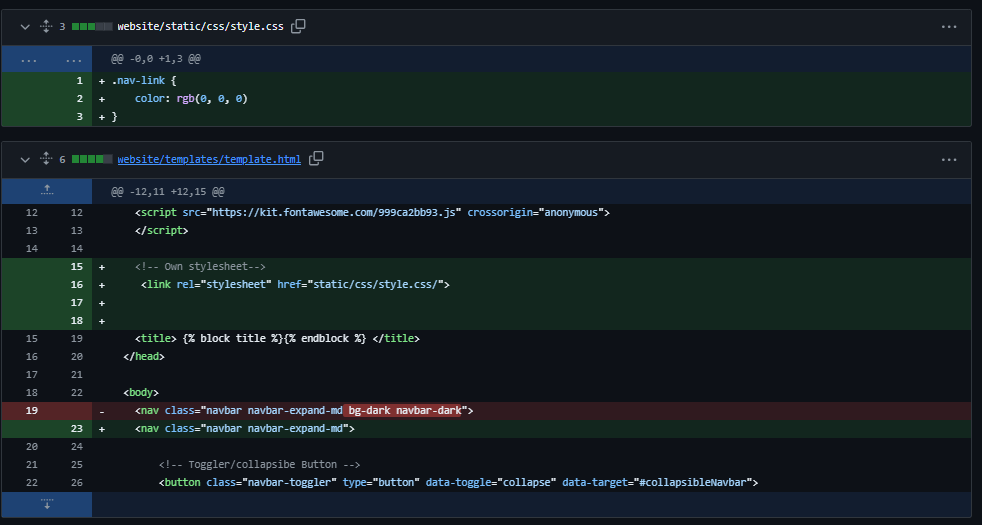 3 website/static/css/style.css ...
... ... @@ -0,0 +1,3 @@
1 + .nav-link {
2 + color: rgb(0, 0, 0)
3 + }
6 website/templates/template.html ...
@@ -12,11 +12,15 @@
12 12 <script src="https://kit.fontawesome.com/999ca2bb93.js" crossorigin="anonymous">
13 13 </script>
14 14
15 + <!-- Own stylesheet-->
16 + <link rel="stylesheet" href="static/css/style.css/">
17 +
18 +
15 19 <title> {% block title %}{% endblock %} </title>
16 20 </head>
17 21
18 22 <body>
19 - <nav class="navbar navbar-expand-md bg-dark navbar-dark">
23 + <nav class="navbar navbar-expand-md">
20 24
21 25 <!-- Toggler/collapsibe Button -->
22 26 <button class="navbar-toggler" type="button" data-toggle="collapse" data-target="#collapsibleNavbar">